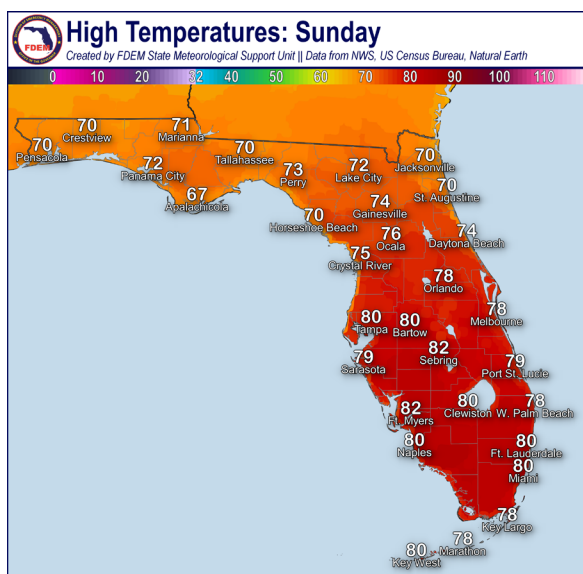 High Temperatures: Sunday
FDEM
Created by FDEM State Meteorological Support Unit || Data from NWS, US Census Bureau, Natural Earth
0 10 20 32 40 50 60 70 80 90 100 110
70
Crestview
71
Marianna
70
Pensacola
70
Tallahassee
72
Panama City
73
Perry
72
Lake City
70
Jacksonville
67
Apalachicola
70
St. Augustine
74
Gainesville
70
Horseshoe Beach
76
Ocala
74
Daytona Beach
75
Crystal River
78
Orlando
78
Melbourne
80
Tampa
80
Bartow
82
Sebring
79
Sarasota
79
Port St. Lucie
82
Ft. Myers
80
Clewiston
78
W. Palm Beach
80
Naples
80
Ft. Lauderdale
80
Miami
78
Key Largo
78
Marathon
80
Key West